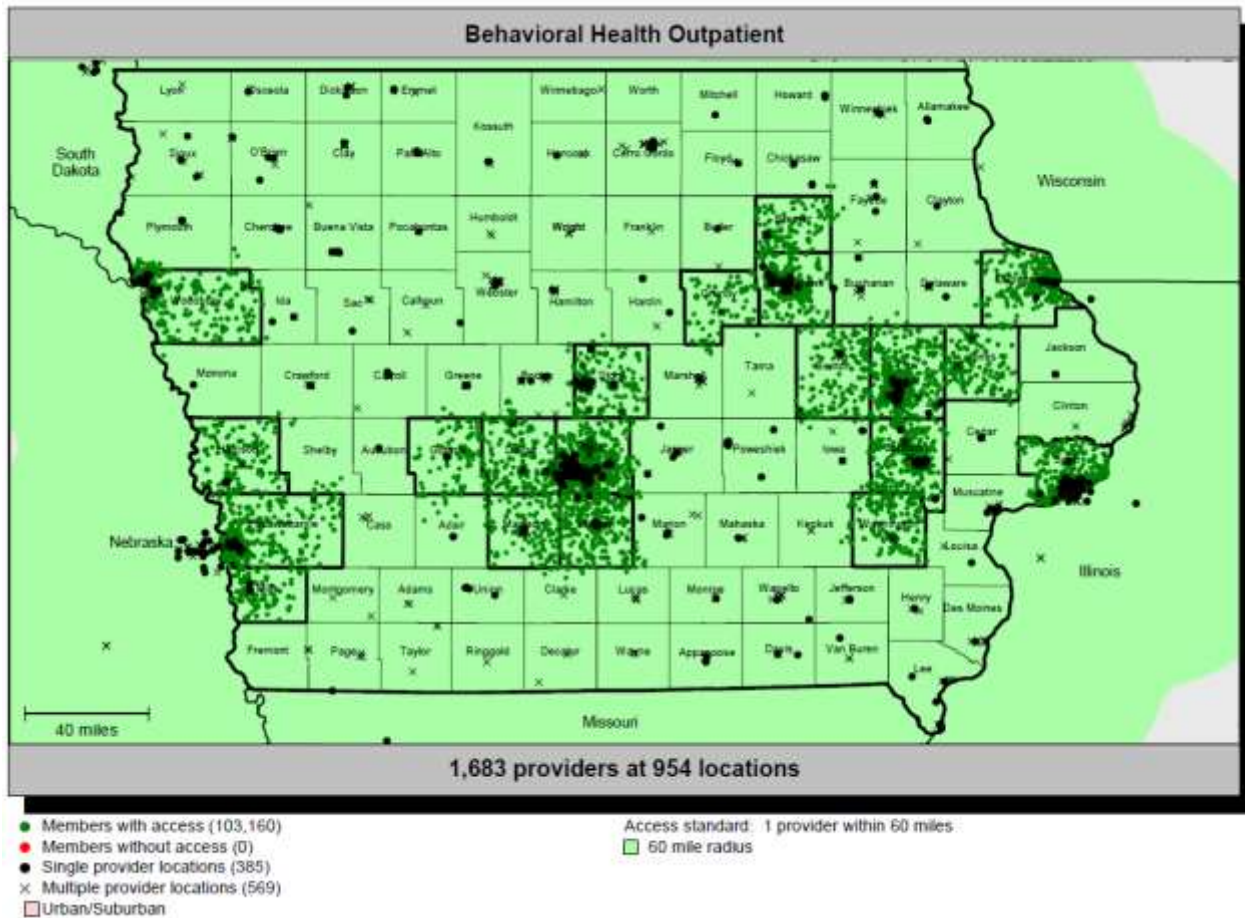 Behavioral Health Outpatient
Lyon Osceola Dickinson Emmet Winnebago Worth Mitchell Howard Winneshiek Allamakee
Kossuth
South Dakota
Sioux O'Brien Clay Palo Alto Hancock Cerro Gordo Floyd Chickasaw
Wisconsin
Fayette Clayton
Plymouth Cherokee Buena Vista Pocahontas Humboldt Wright Franklin Butler
Ida Sac Calhoun Webster Hamilton Hardin Buchanan Delaware
Monona Crawford Carroll Greene Marshall Tama Jackson
Clinton
Shelby Audubon Jasper Poweshiek Iowa Cedar
Muscatine
Cass Adair Marion Mahaska Keokuk
Nebraska
Louisa
Illinois
Montgomery Adams Union Clarke Lucas Monroe Wapello Jefferson Henry Des Moines
Fremont Page Taylor Ringgold Decatur Wayne Appanoose Davis Van Buren Lee
40 miles
Missouri
1,683 providers at 954 locations
Members with access (103,160)
Members without access (0)
Single provider locations (385)
Multiple provider locations (569)
Urban/Suburban
Access standard: 1 provider within 60 miles
60 mile radius